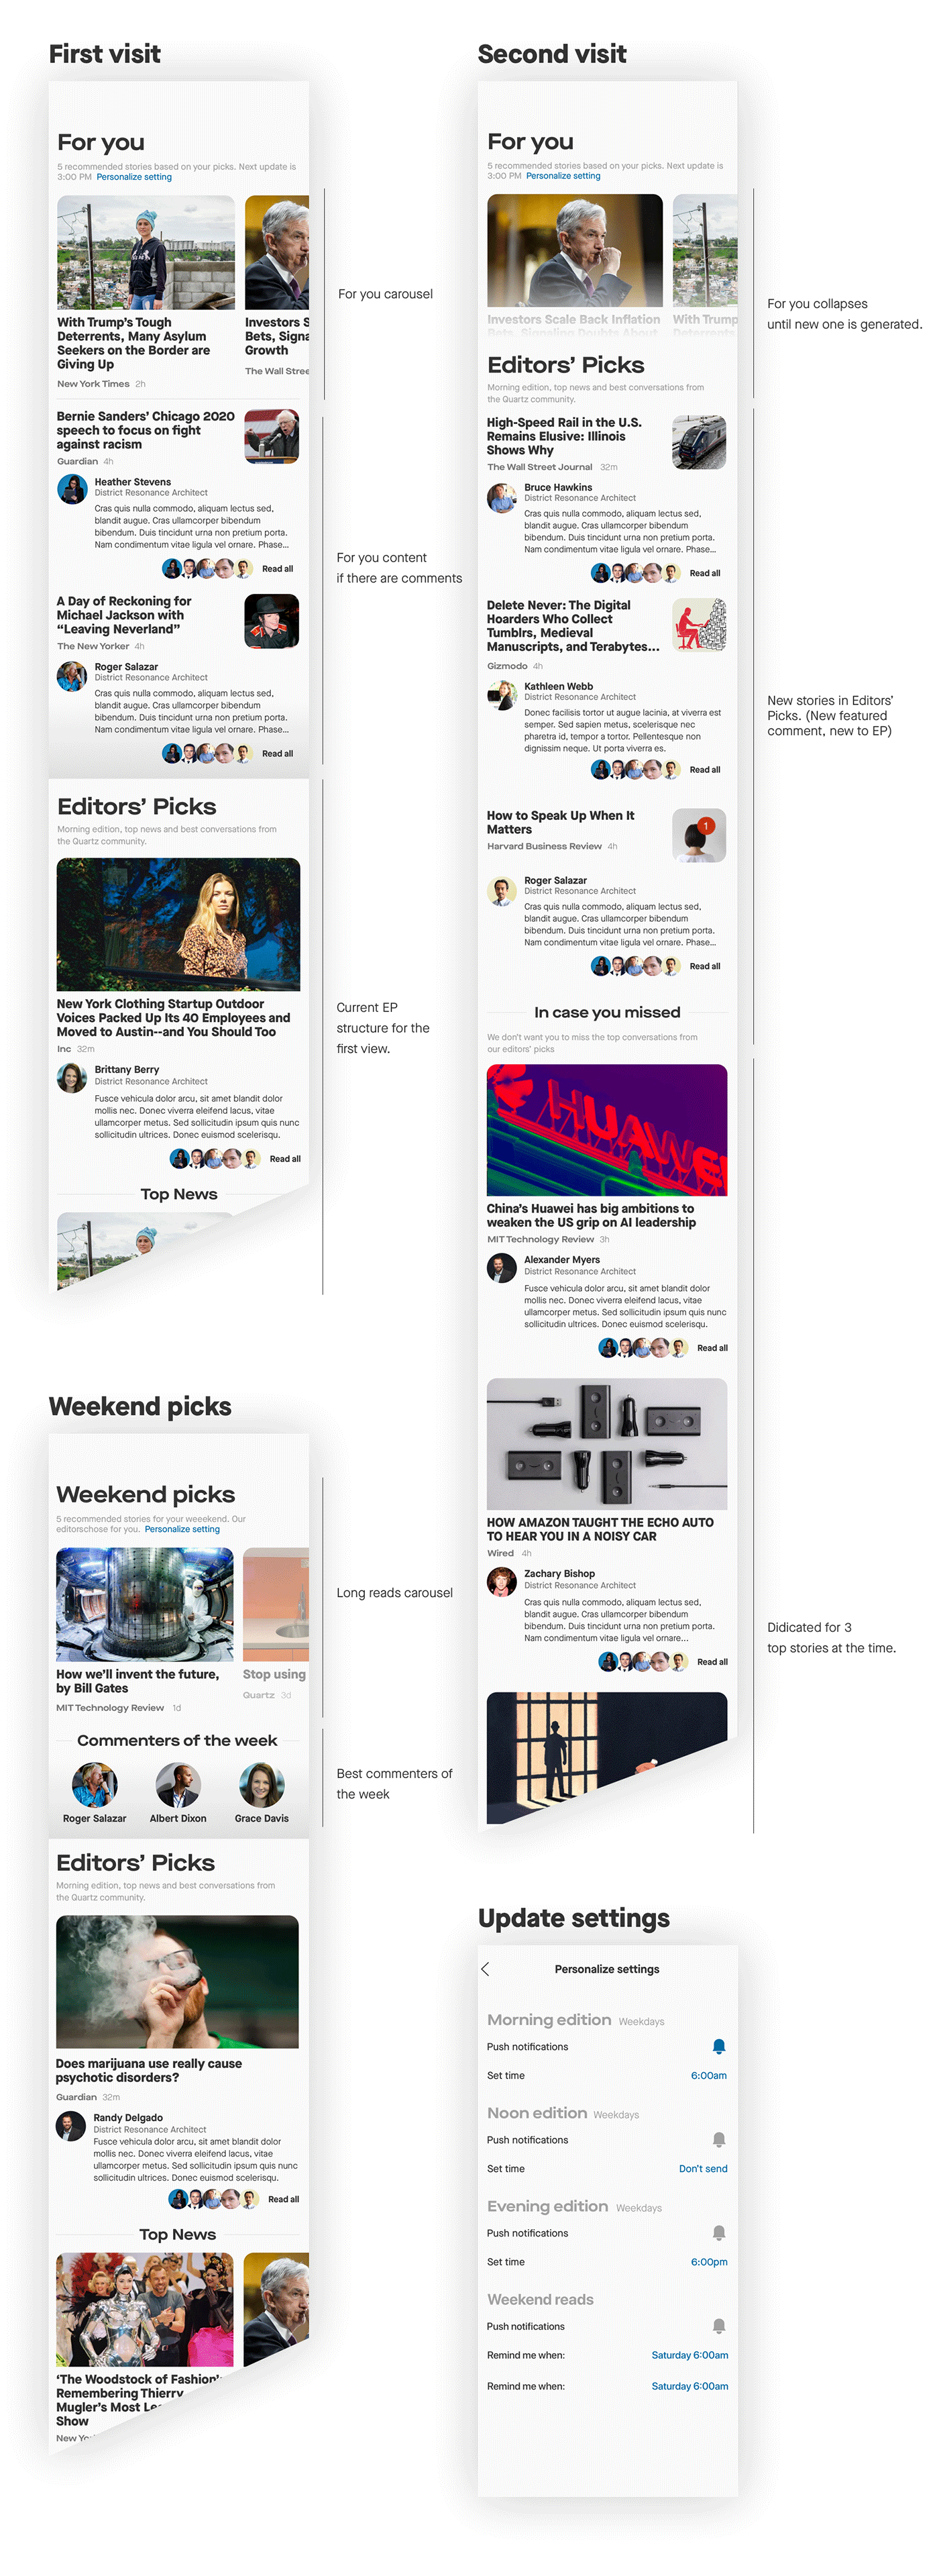 First visit
For you
5 recommended stories based on your picks. Next update is
3:00 PM Personalize setting
With Trump's Tough
Deterrents, Many Asylum
Seekers on the Border are
Giving Up
New York Times 2h
Investors S
Bets, Signa
Growth
The Wall Stree
For you carousel
Bernie Sanders' Chicago 2020
speech to focus on fight
against racism
Guardian 4h
Heather Stevens
District Resonance Architect
Cras quis nulla commodo, aliquam lectus sed,
blandit augue. Cras ullamcorper bibendum
bibendum. Duis tincidunt urna non pretium porta.
Nam condimentum vitae ligula vel ornare. Phase...
Read all
A Day of Reckoning for
Michael Jackson with
“Leaving Neverland”
The New Yorker 4h
Roger Salazar
District Resonance Architect
Cras quis nulla commodo, aliquam lectus sed,
blandit augue. Cras ullamcorper bibendum
bibendum. Duis tincidunt urna non pretium porta.
Nam condimentum vitae ligula vel ornare. Phase...
Read all
For you content
if there are comments
Editors' Picks
Morning edition, top news and best conversations from
the Quartz community.
New York Clothing Startup Outdoor
Voices Packed Up Its 40 Employees and
Moved to Austin--and You Should Too
Inc 32m
Brittany Berry
District Resonance Architect
Fusce vehicula dolor arcu, sit amet blandit dolor
mollis nec. Donec viverra eleifend lacus, vitae
ullamcorper metus. Sed sollicitudin ipsum quis nunc
sollicitudin ultrices. Donec euismod scelerisqu.
Read all
Top News
Current EP
structure for the
first view.
Second visit
For you
5 recommended stories based on your picks. Next update is
3:00 PM Personalize setting
Investors Scale Back Inflation
Bets, Signaling Doubts About
With Trump
Deterrents
For you collapses
until new one is generated.
Editors' Picks
Morning edition, top news and best conversations from
the Quartz community.
High-Speed Rail in the U.S.
Remains Elusive: Illinois
Shows Why
The Wall Street Journal 32m
Bruce Hawkins
District Resonance Architect
Cras quis nulla commodo, aliquam lectus sed,
blandit augue. Cras ullamcorper bibendum
bibendum. Duis tincidunt urna non pretium porta.
Nam condimentum vitae ligula vel ornare. Phase...
Read all
Delete Never: The Digital
Hoarders Who Collect
Tumblrs, Medieval
Manuscripts, and Terabytes...
Gizmodo 4h
Kathleen Webb
District Resonance Architect
Donec facilisis tortor ut augue lacinia, at viverra est
semper. Sed sapien metus, scelerisque nec
pharetra id, tempor a tortor. Pellentesque non
dignissim neque. Ut porta viverra es.
Read all
How to Speak Up When It
Matters
Harvard Business Review 4h
1
Roger Salazar
District Resonance Architect
Cras quis nulla commodo, aliquam lectus sed,
blandit augue. Cras ullamcorper bibendum
bibendum. Duis tincidunt urna non pretium porta.
Nam condimentum vitae ligula vel ornare. Phase...
Read all
New stories in Editors'
Picks. (New featured
comment, new to EP)
In case you missed
We don't want you to miss the top conversations from
our editors' picks
HUAWEI
China's Huawei has big ambitions to
weaken the US grip on AI leadership
MIT Technology Review 3h
Alexander Myers
District Resonance Architect
Fusce vehicula dolor arcu, sit amet blandit dolor
mollis nec. Donec viverra eleifend lacus, vitae
ullamcorper metus. Sed sollicitudin ipsum quis nunc
sollicitudin ultrices. Donec euismod scelerisqu.
Read all
HOW AMAZON TAUGHT THE ECHO AUTO
TO HEAR YOU IN A NOISY CAR
Wired 4h
Zachary Bishop
District Resonance Architect
Cras quis nulla commodo, aliquam lectus sed,
blandit augue. Cras ullamcorper bibendum
bibendum. Duis tincidunt urna non pretium porta.
Nam condimentum vitae ligula vel ornare...
Read all
Didicated for 3
top stories at the time.
Weekend picks
Weekend picks
5 recommended stories for your weeekend. Our
editorschose for you. Personalize setting
How we'll invent the future,
by Bill Gates
MIT Technology Review 1d
Stop using
Quartz 3d
Long reads carousel
Commenters of the week
Roger Salazar
Albert Dixon
Grace Davis
Best commenters of
the week
Editors' Picks
Morning edition, top news and best conversations from
the Quartz community.
Does marijuana use really cause
psychotic disorders?
Guardian 32m
Randy Delgado
District Resonance Architect
Fusce vehicula dolor arcu, sit amet blandit dolor
mollis nec. Donec viverra eleifend lacus, vitae
ullamcorper metus. Sed sollicitudin ipsum quis nunc
sollicitudin ultrices. Donec euismod scelerisqu.
Read all
Top News
‘The Woodstock of Fashion’:
Remembering Thierry
Mugler's Most Le
Show
New Yo
Update settings
Personalize settings
Morning edition Weekdays
Push notifications
Set time 6:00am
Noon edition Weekdays
Push notifications
Set time Don't send
Evening edition Weekdays
Push notifications
Set time 6:00pm
Weekend reads
Push notifications
Remind me when: Saturday 6:00am
Remind me when: Saturday 6:00am